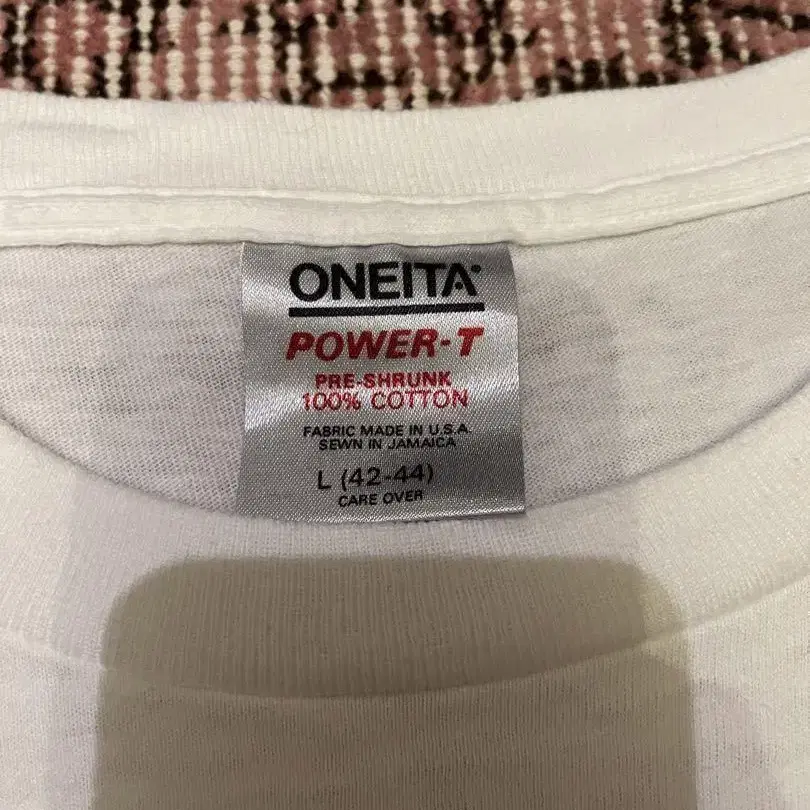 ONEITA
POWER-T
PRE-SHRUNK
100% COTTON
FABRIC MADE IN U.S.A.
SEWN IN JAMAICA
L (42-44)
CARE OVER